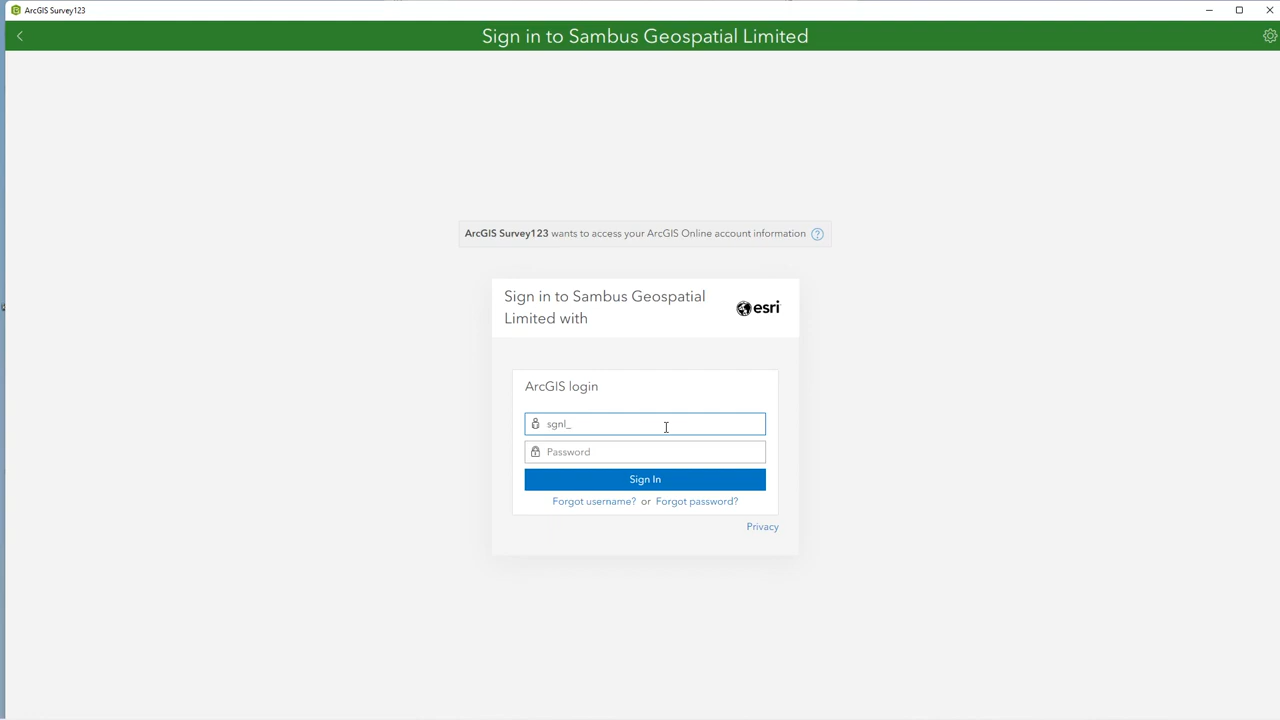 ArcGIS Survey123
Sign in to Sambus Geospatial Limited
ArcGIS Survey123 wants to access your ArcGIS Online account information ?
Sign in to Sambus Geospatial
Limited with
esri
ArcGIS login
sgnl_
Password
Sign In
Forgot username? or Forgot password?
Privacy